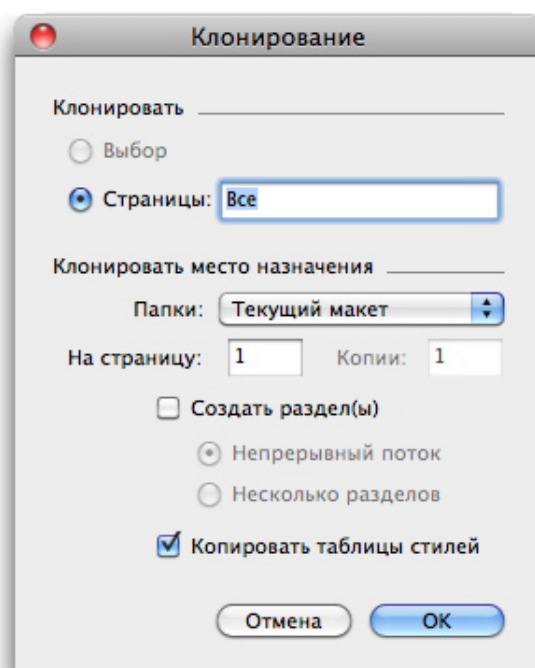 Клонирование
Клонировать
Выбор
Страницы: Все
Клонировать место назначения
Папки: Текущий макет
На страницу: 1 Копии: 1
Создать раздел(ы)
Непрерывный поток
Несколько разделов
Копировать таблицы стилей
Отмена OK